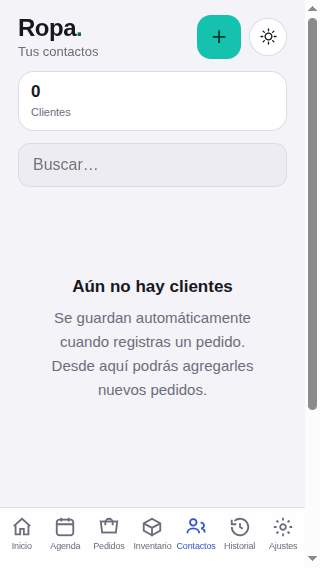 Ropa.
Tus contactos
0
Clientes
Buscar…
Aún no hay clientes
Se guardan automáticamente
cuando registras un pedido.
Desde aquí podrás agregarles
nuevos pedidos.
Inicio
Agenda
Pedidos
Inventario
Contactos
Historial
Ajustes